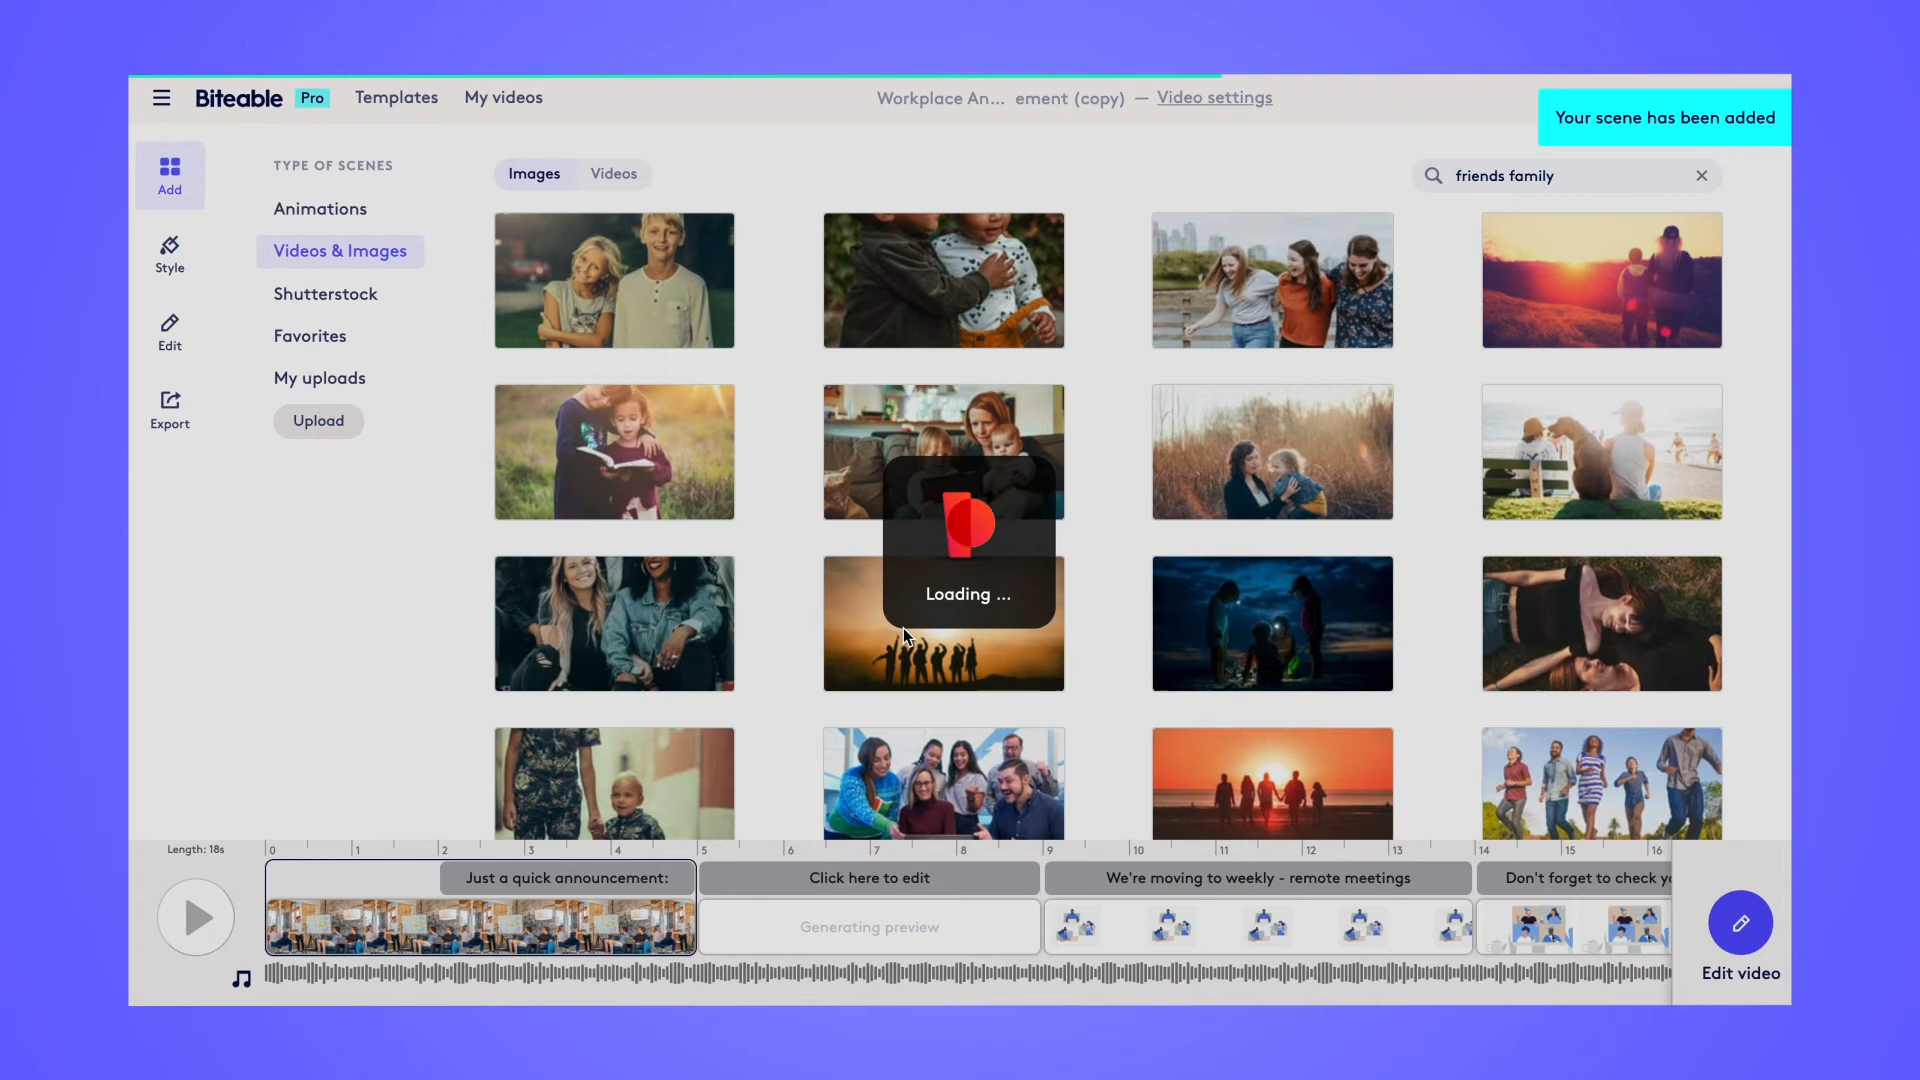 Biteable Pro Templates My videos
Workplace An... ement (copy) — Video settings
Your scene has been added
Add
Style
Edit
Export
TYPE OF SCENES
Animations
Videos & Images
Shutterstock
Favorites
My uploads
Upload
Images Videos
friends family
Loading ...
Length: 18s
0 1 2 3 4 5 6 7 8 9 10 11 12 13 14 15 16
Just a quick announcement:
Click here to edit
We're moving to weekly - remote meetings
Don't forget to check yo
Generating preview
Edit video